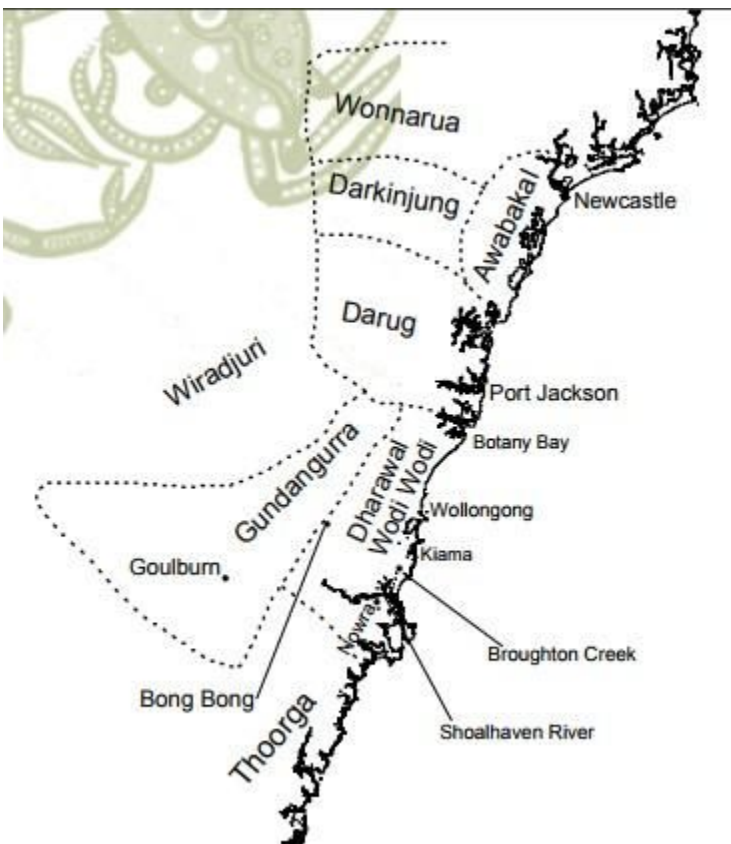 Wonnarua
Darkinjung
Awabakal
Newcastle
Darug
Wiradjuri
Port Jackson
Botany Bay
Gundangurra
Dharawal
Wodi Wodi
Wollongong
Kiama
Goulburn
Nowra
Broughton Creek
Bong Bong
Shoalhaven River
Thoorga